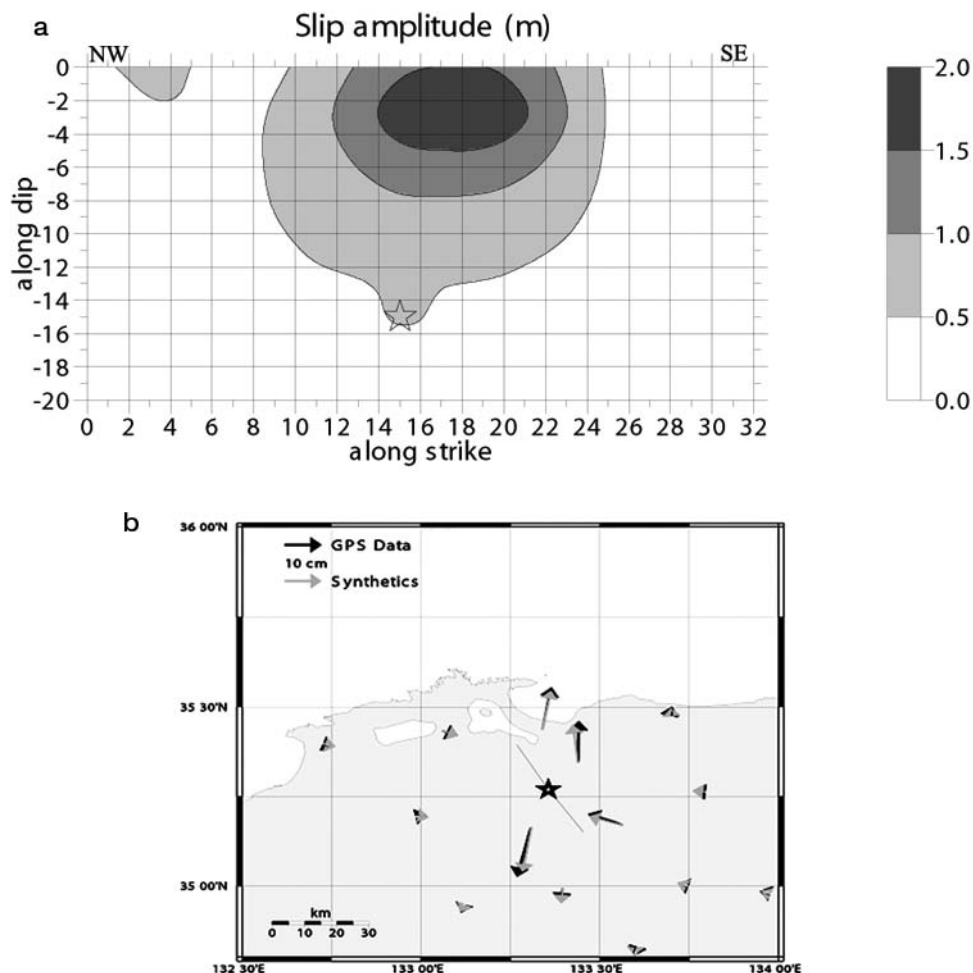 a
Slip amplitude (m)
NW SE
0
-2
-4
-6
-8
-10
-12
-14
-16
-18
-20
along dip
0 2 4 6 8 10 12 14 16 18 20 22 24 26 28 30 32
along strike
2.0
1.5
1.0
0.5
0.0
b
36 00'N
35 30'N
35 00'N
GPS Data
10 cm
Synthetics
km
0 10 20 30
132 30'E 133 00'E 133 30'E 134 00'E